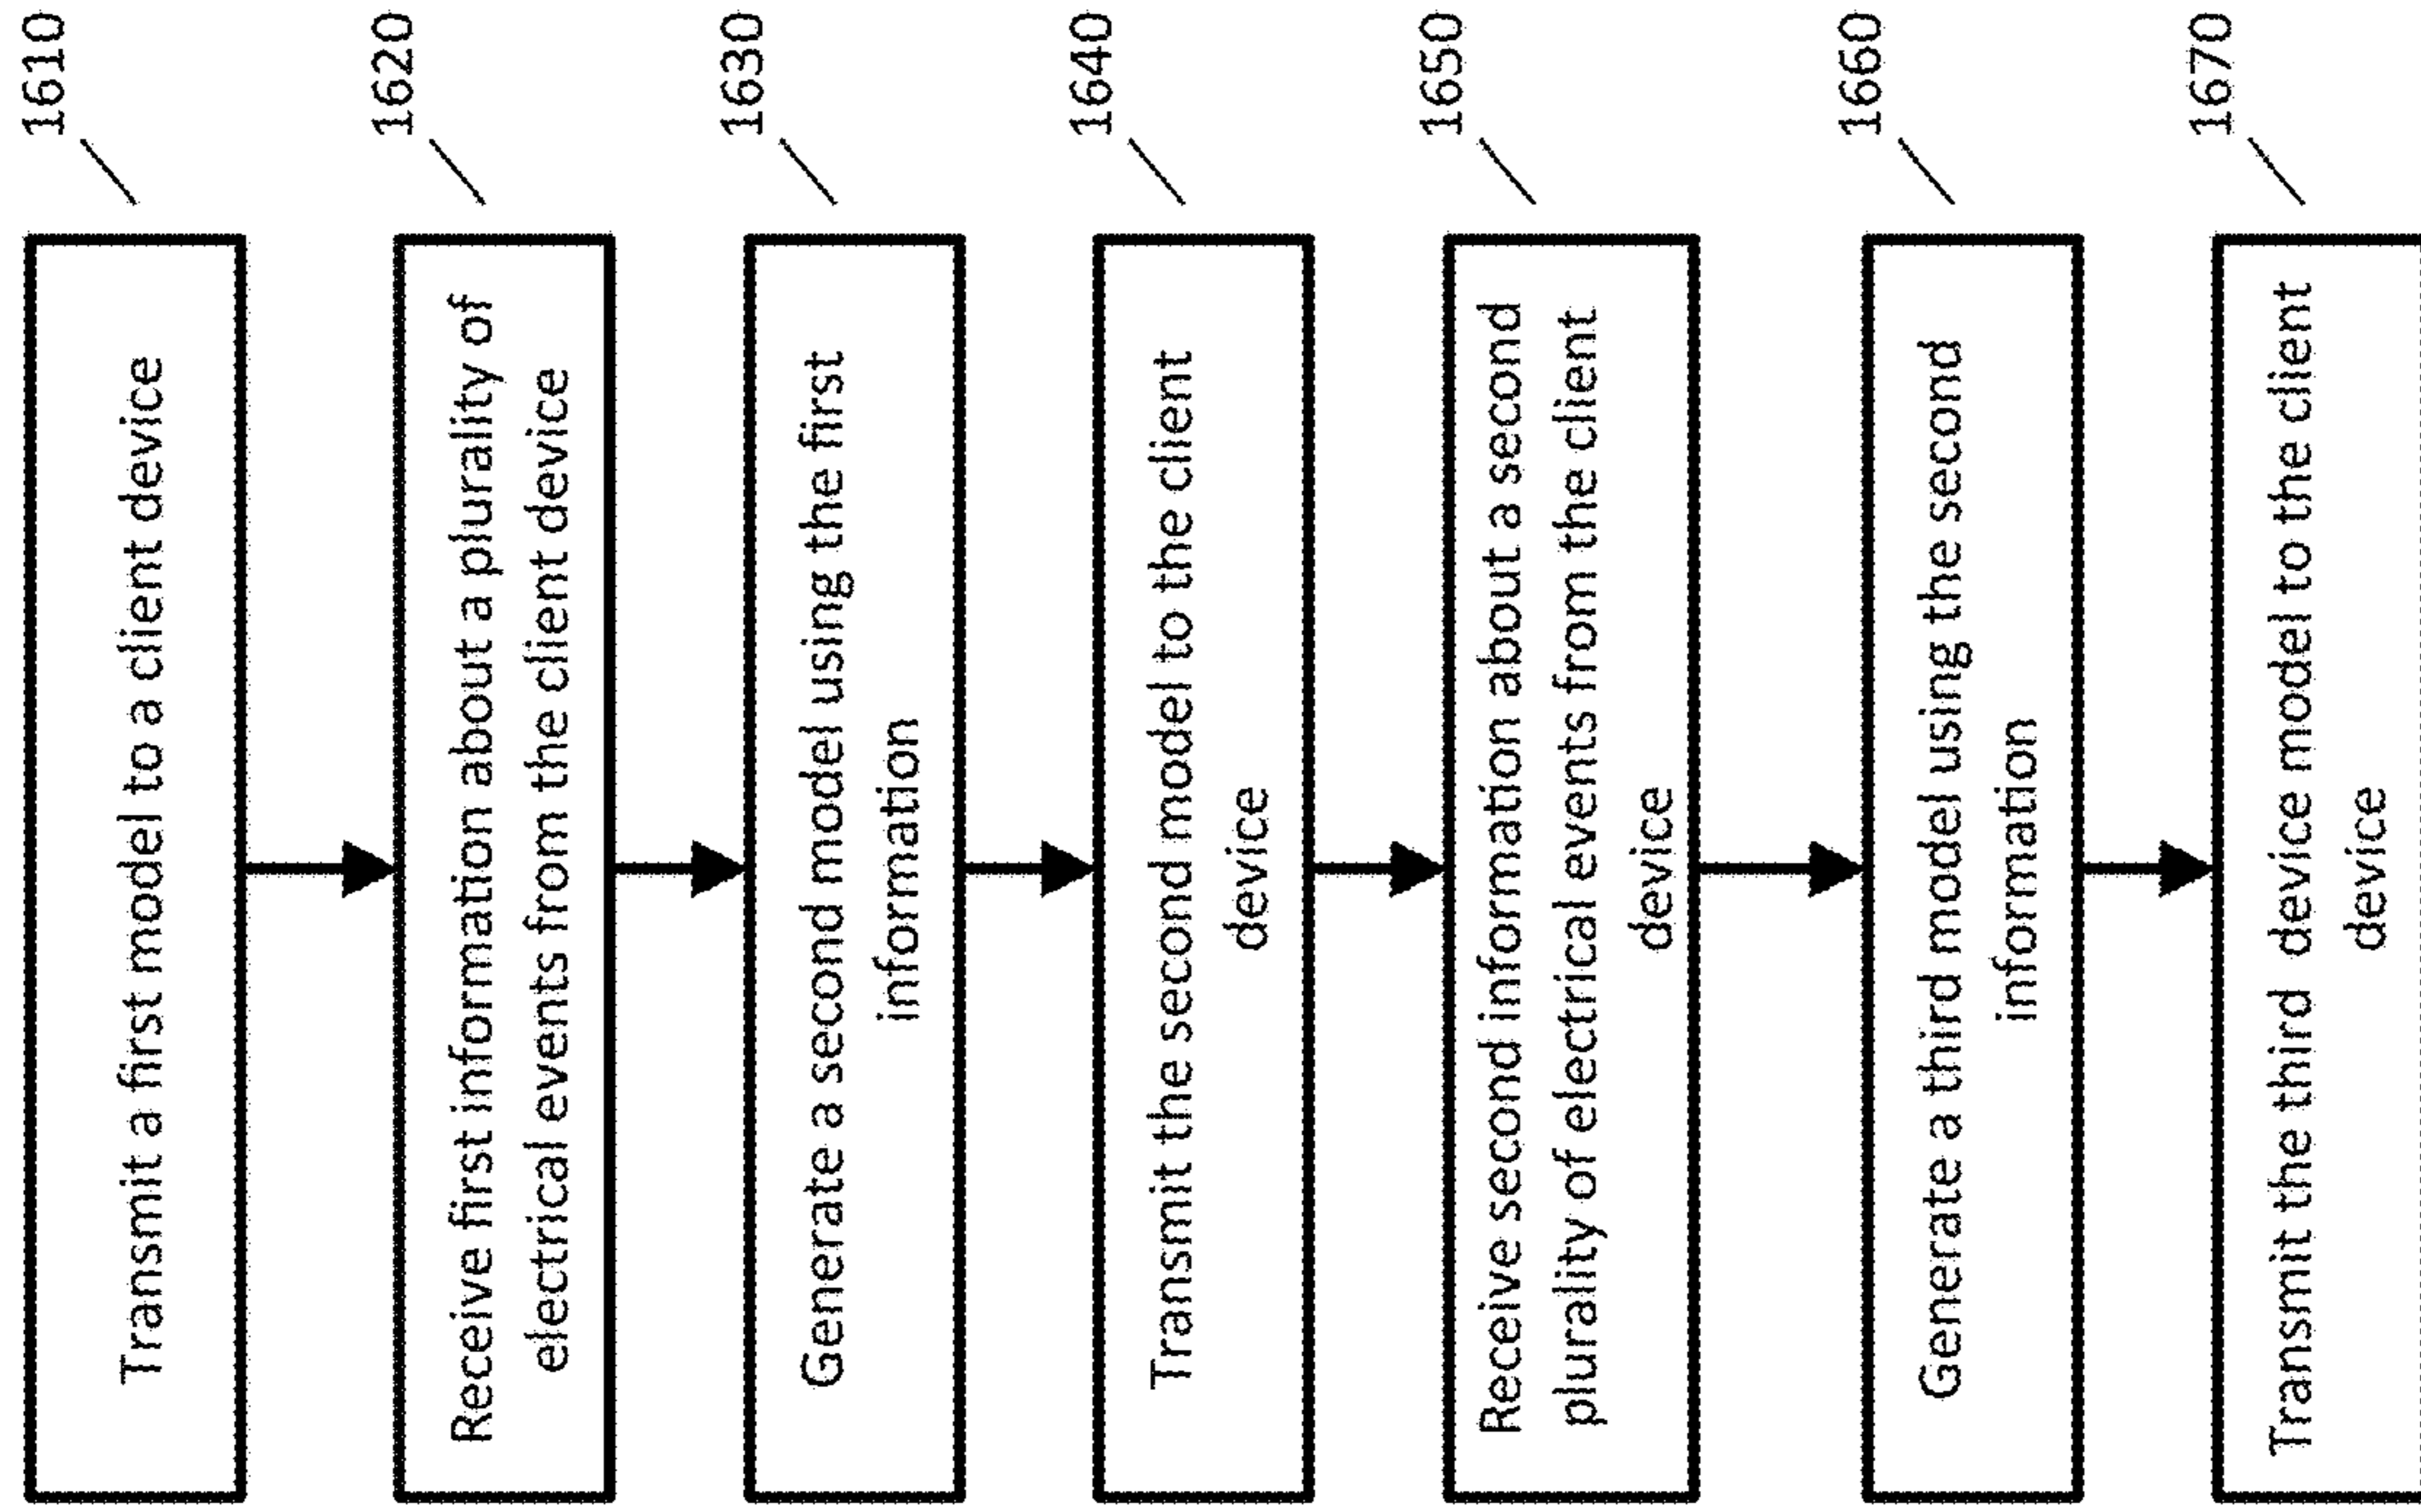 Transmit a first model to a client device
1610
Receive first information about a plurality of
electrical events from the client device
1620
Generate a second model using the first
information
1630
Transmit the second model to the client
device
1640
Receive second information about a second
plurality of electrical events from the client
device
1650
Generate a third model using the second
information
1660
Transmit the third device model to the client
device
1670